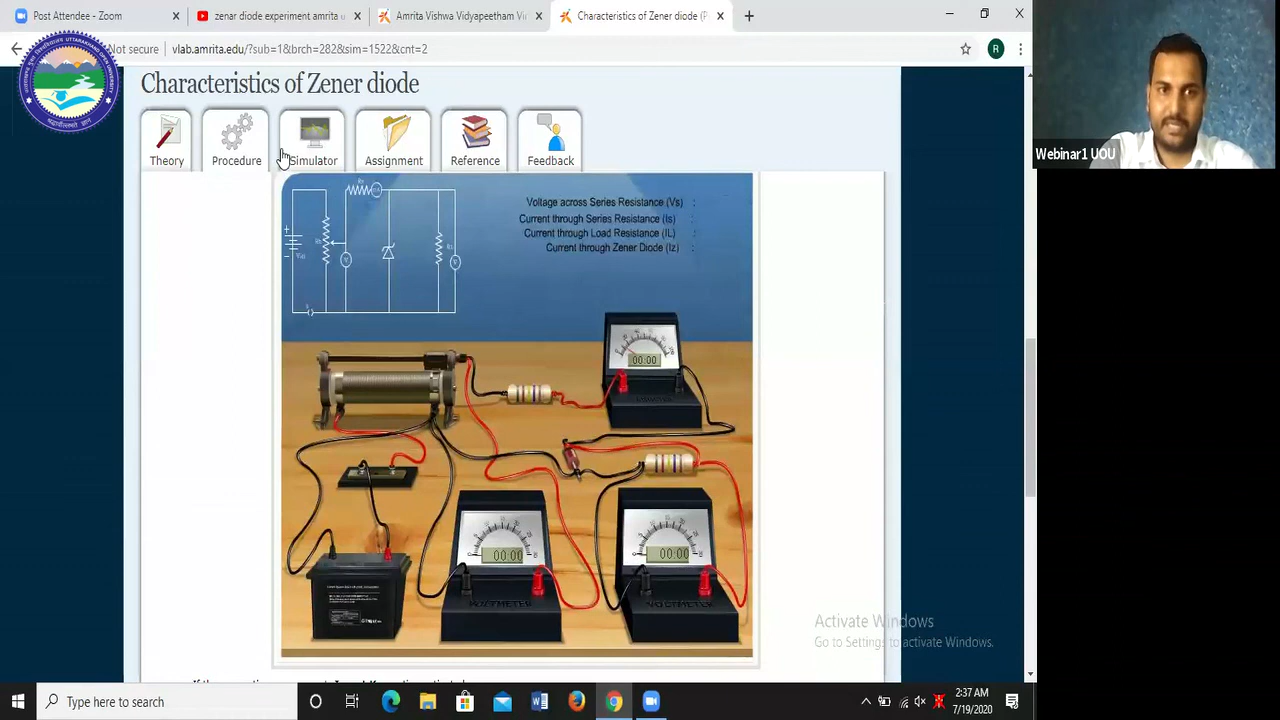 Post Attendee - Zoom
zenar diode experiment amrita u
Amrita Vishwa Vidyapeetham Vi
Characteristics of Zener diode (P
Not secure
vlab.amrita.edu/?sub=1&brch=282&sim=1522&cnt=2
R
Webinar1 UOU
Characteristics of Zener diode
Theory
Procedure
Simulator
Assignment
Reference
Feedback
Voltage across Series Resistance (Vs) :
Current through Series Resistance (Is) :
Current through Load Resistance (IL) :
Current through Zener Diode (Iz) :
00:00
00:00
00:00
VOLTMETER
VOLTMETER
Activate Windows
Go to Settings to activate Windows.
Type here to search
2:37 AM
7/19/2020